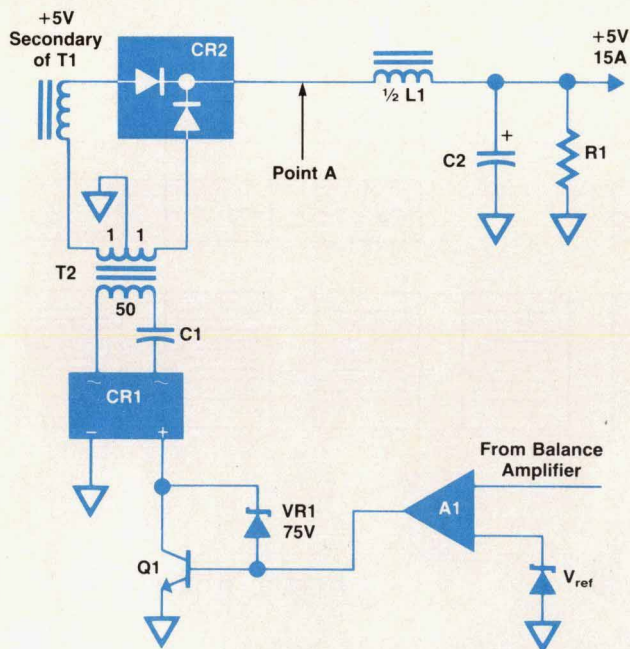 +5V
Secondary
of T1
CR2
+5V
15A
½ L1
Point A
+
C2
R1
1 1
T2
50
C1
~ ~
CR1
− +
From Balance
Amplifier
VR1
75V
A1
Q1
Vref